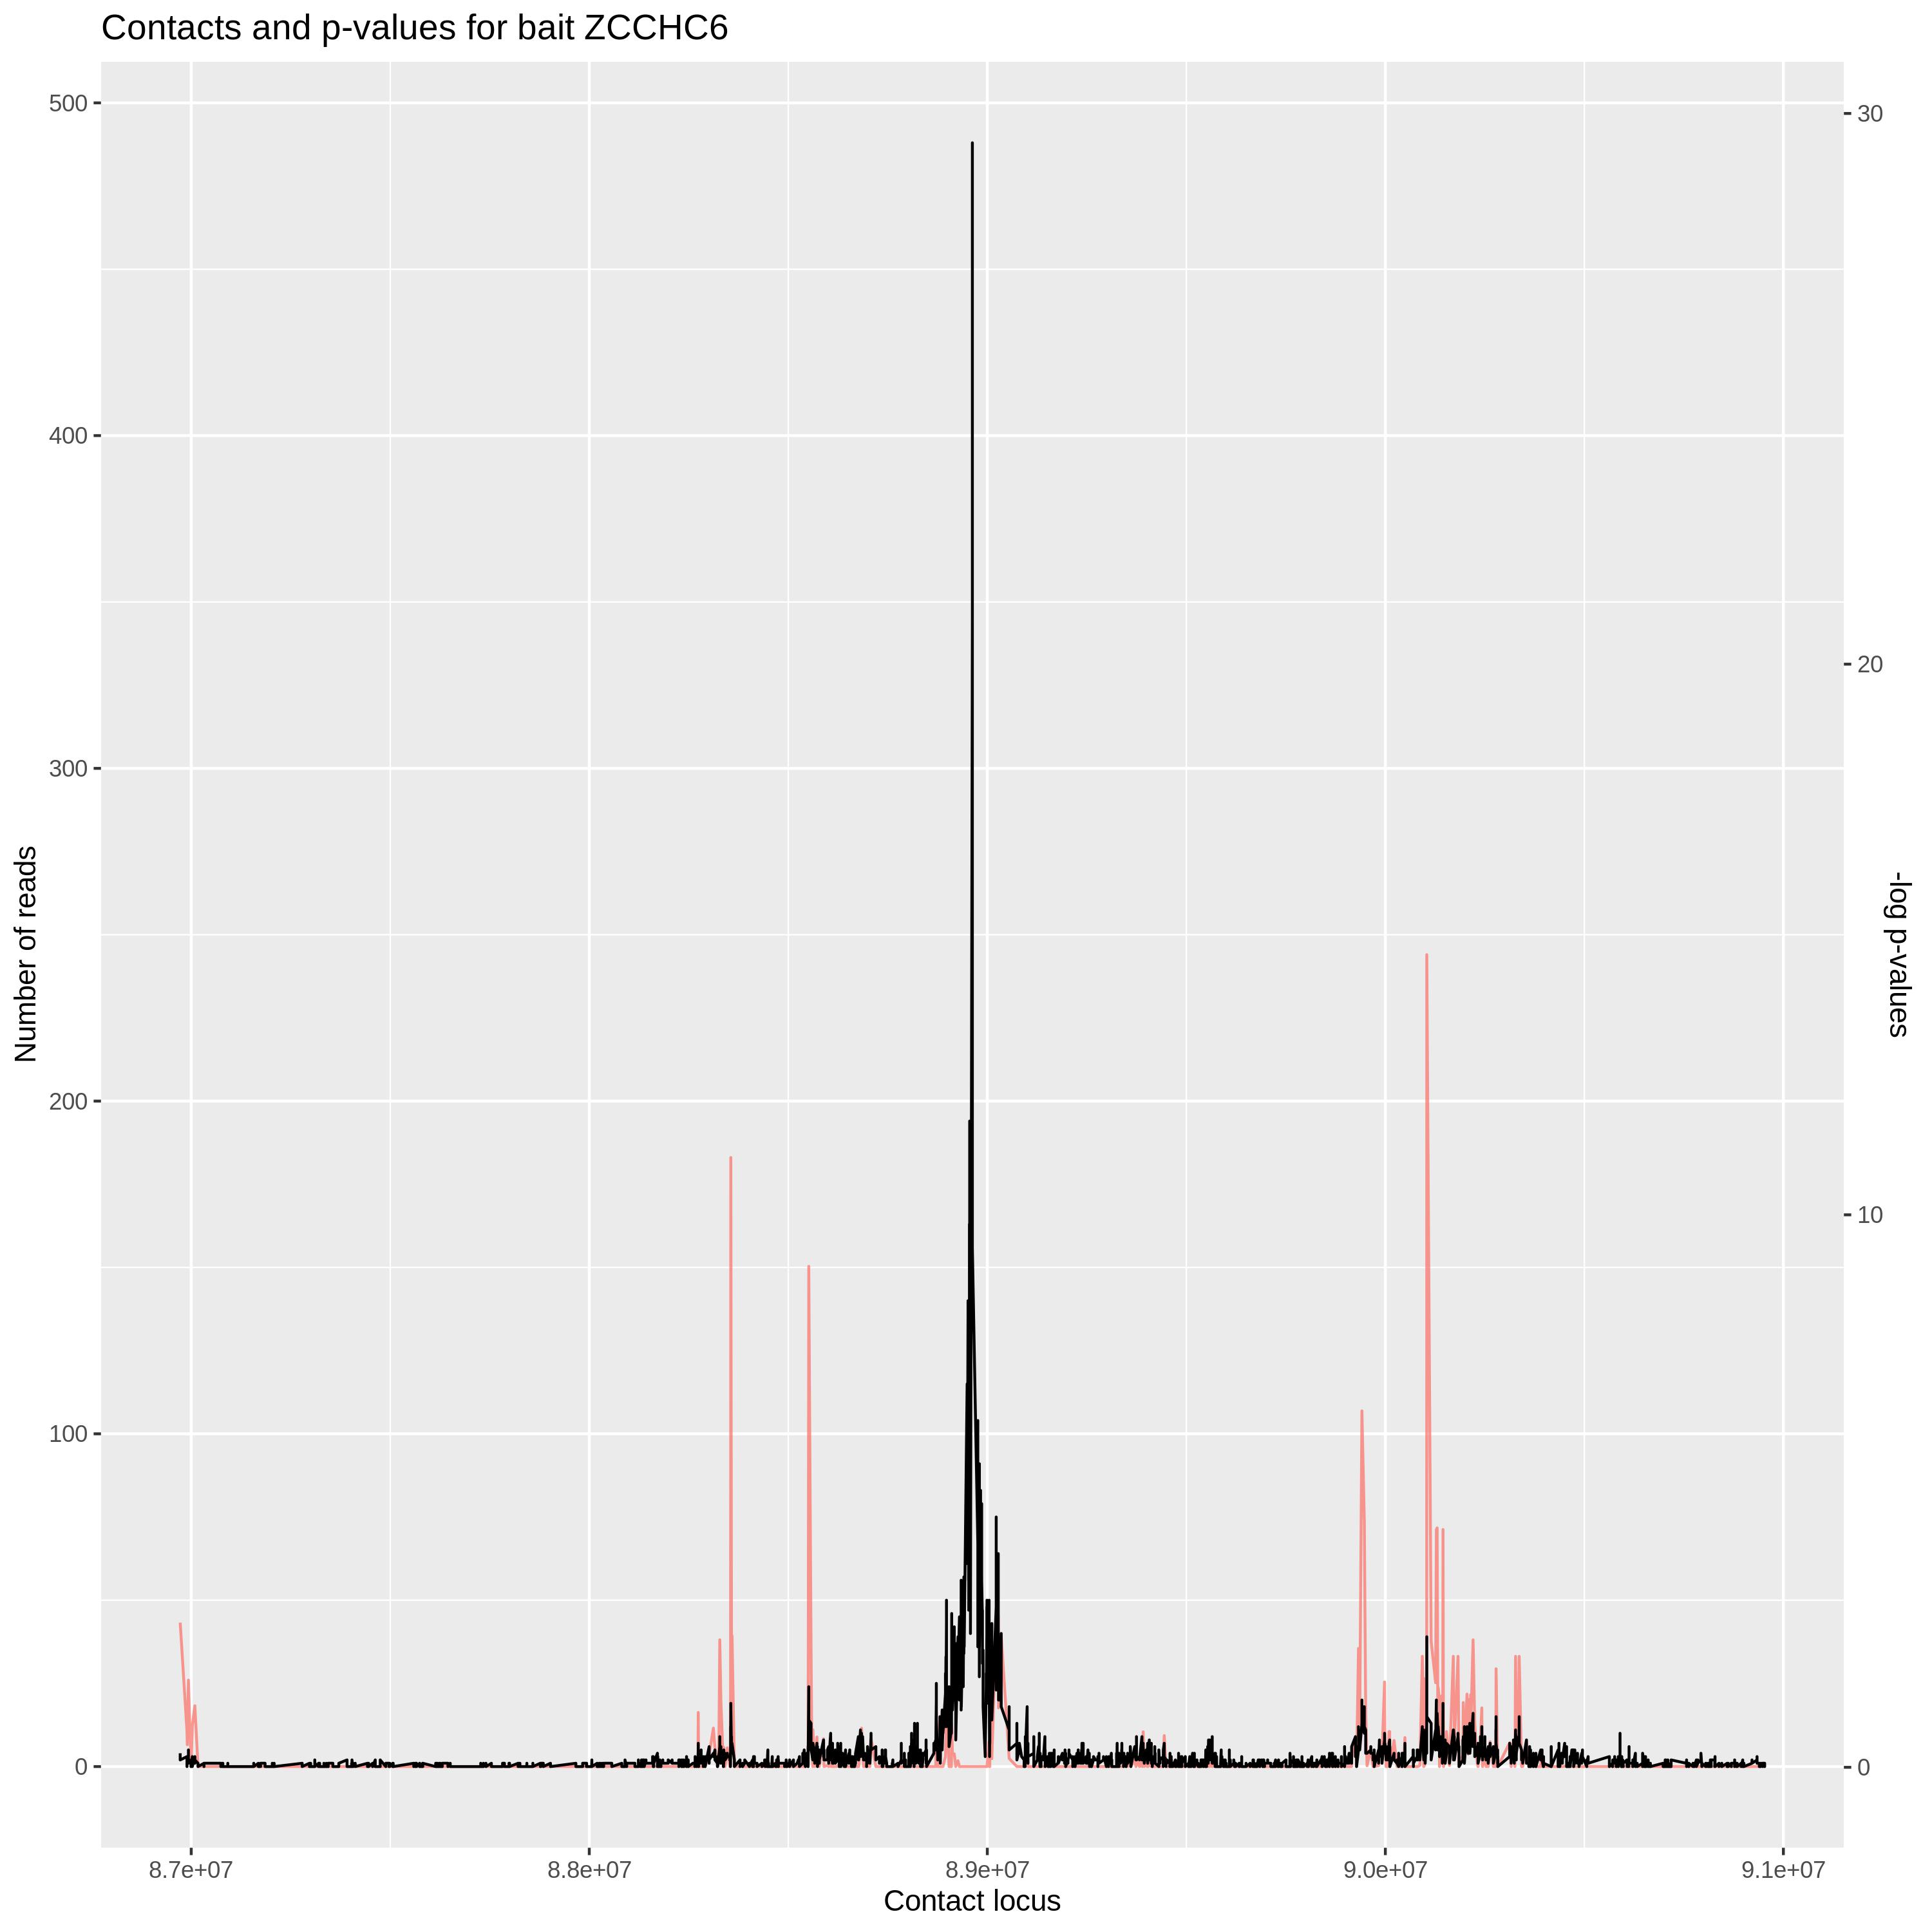 Contacts and p-values for bait ZCCHC6
500
400
300
200
100
0
Number of reads
30
20
10
0
-log p-values
8.7e+07
8.8e+07
8.9e+07
9.0e+07
9.1e+07
Contact locus